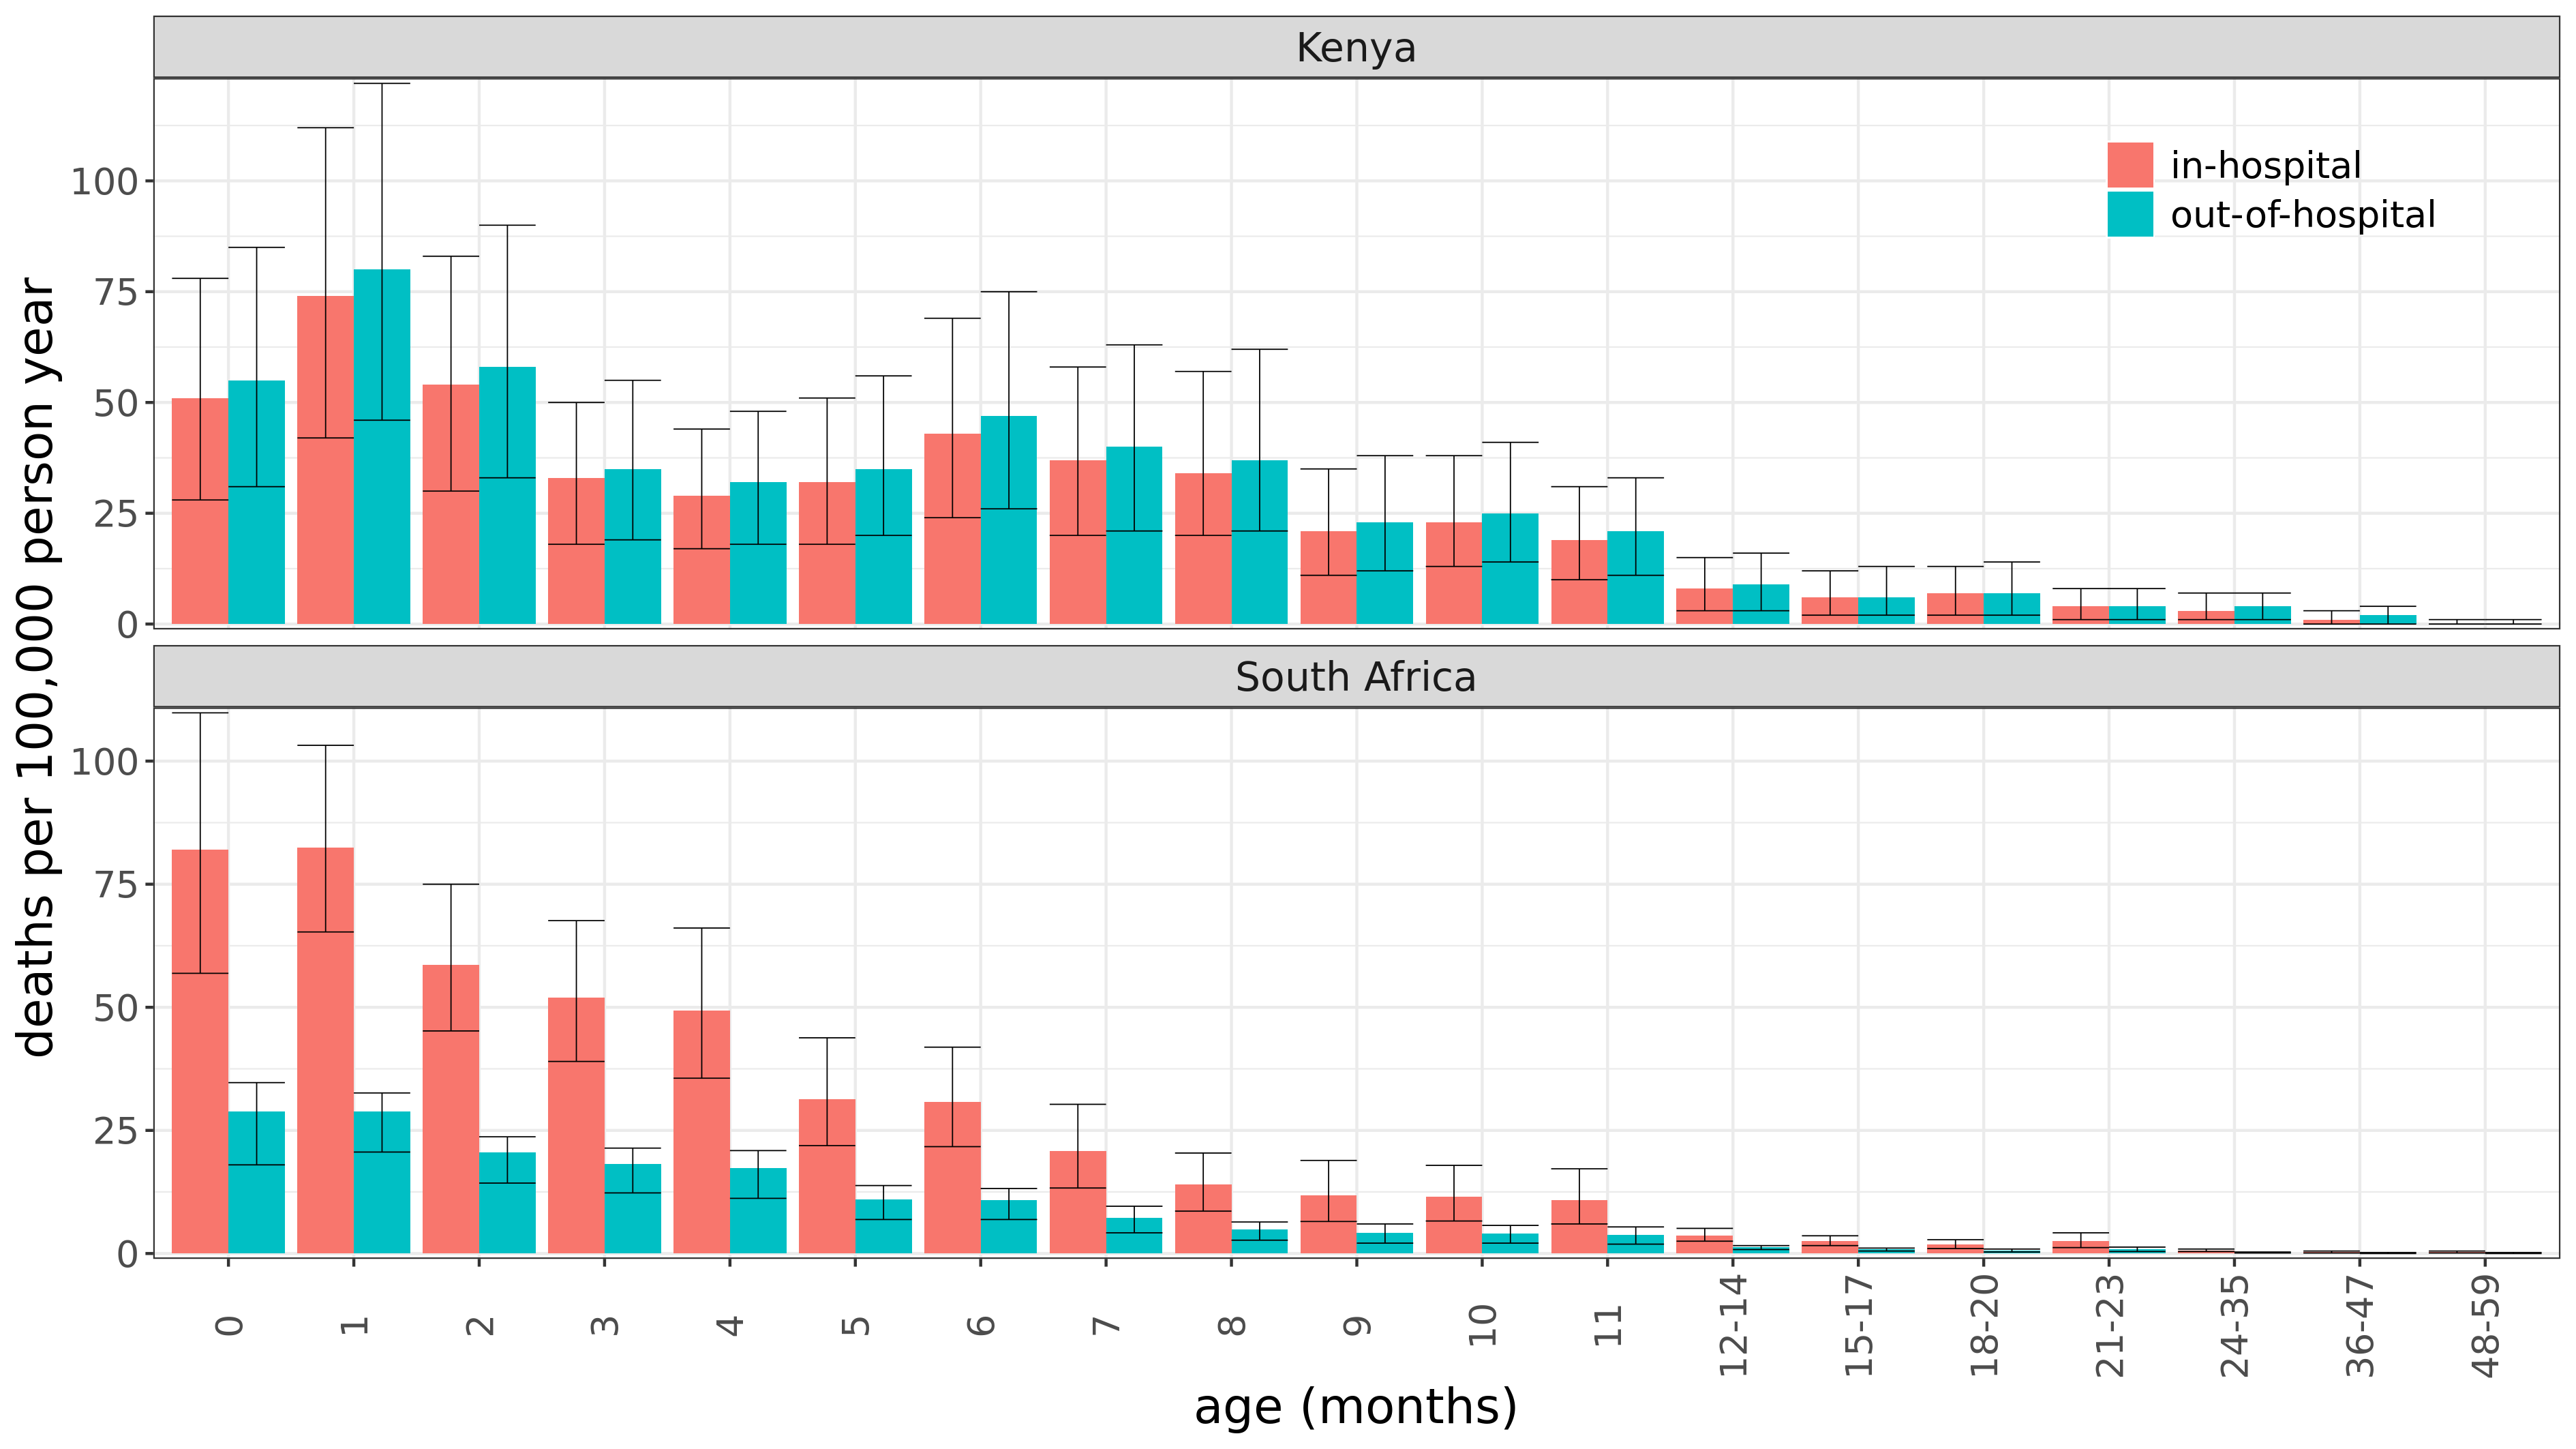 Kenya
in-hospital
out-of-hospital
100
75
50
25
0
South Africa
100
75
50
25
0
deaths per 100,000 person year
0 1 2 3 4 5 6 7 8 9 10 11 12-14 15-17 18-20 21-23 24-35 36-47 48-59
age (months)